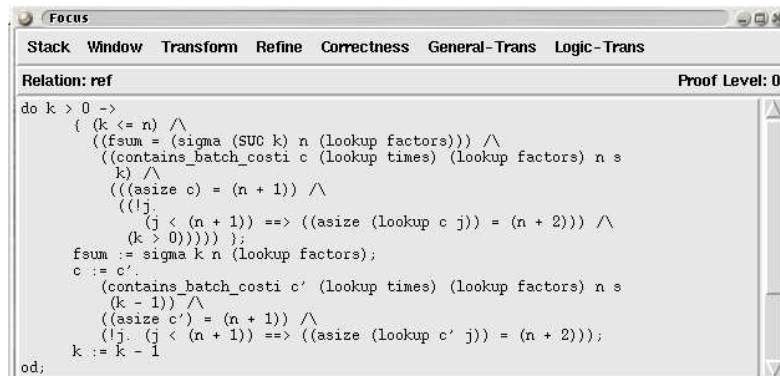 Focus
Stack Window Transform Refine Correctness General-Trans Logic-Trans
Relation: ref Proof Level: 0
do k > 0 ->
{ (k <= n) /\
((fsum = (sigma (SUC k) n (lookup factors))) /\
((contains_batch_costi c (lookup times) (lookup factors) n s
k) /\
(((asize c) = (n + 1)) /\
((!j.
(j < (n + 1)) ==> ((asize (lookup c j)) = (n + 2))) /\
(k > 0))))) };
fsum := sigma k n (lookup factors);
c := c'.
(contains_batch_costi c' (lookup times) (lookup factors) n s
(k - 1)) /\
((asize c') = (n + 1)) /\
(!j. (j < (n + 1)) ==> ((asize (lookup c' j)) = (n + 2)));
k := k - 1
od;